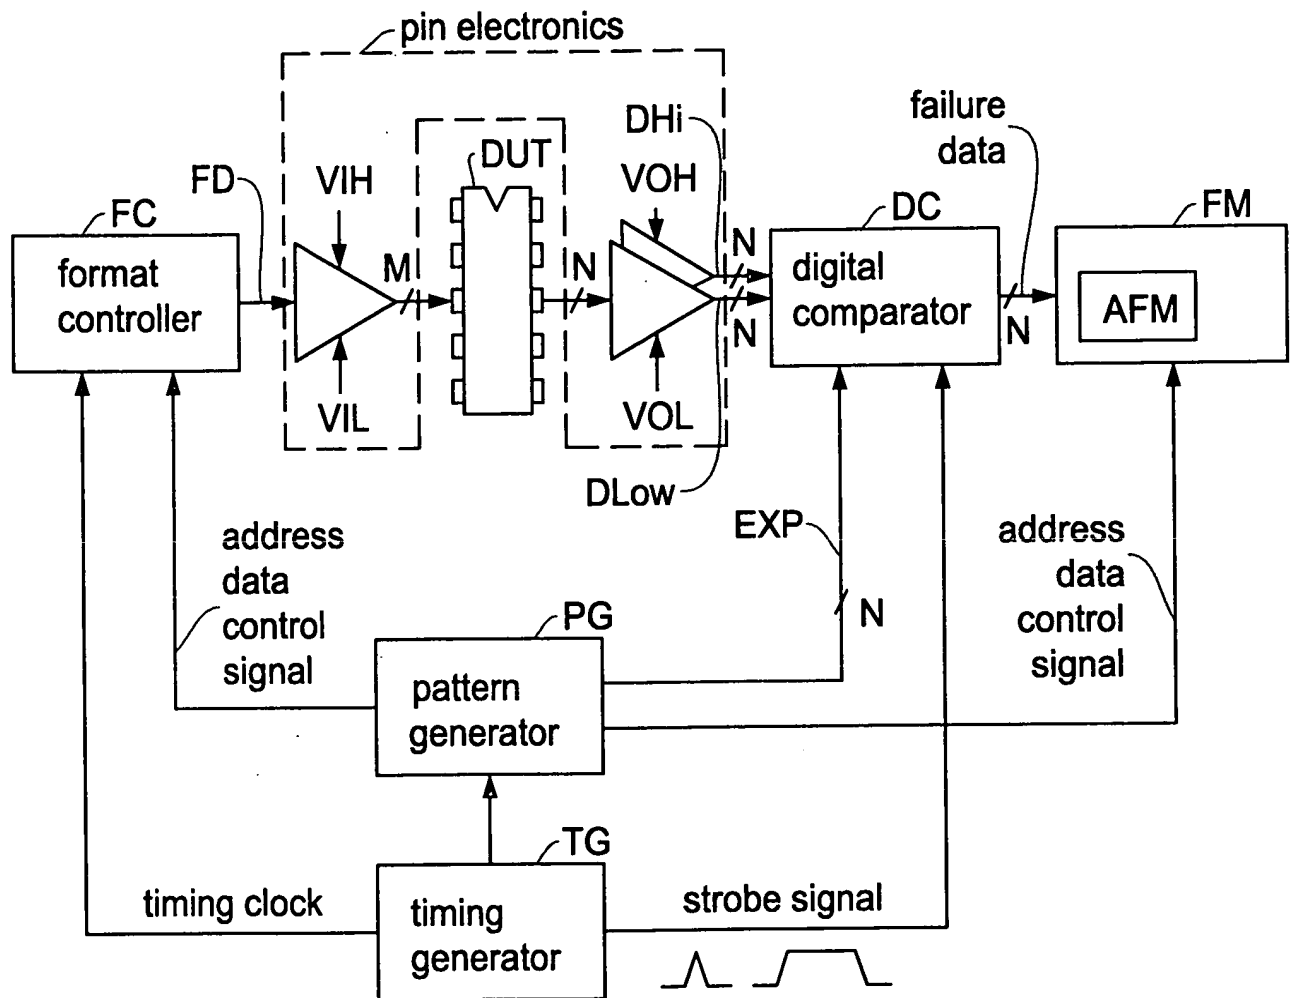 pin electronics
failure
data
DHi
FD
VIH
DUT
VOH
FC
DC
FM
format
controller
M
N
N
N
digital
comparator
N
AFM
VIL
VOL
DLow
EXP
address
data
control
signal
address
data
control
signal
N
PG
pattern
generator
TG
timing clock
timing
generator
strobe signal